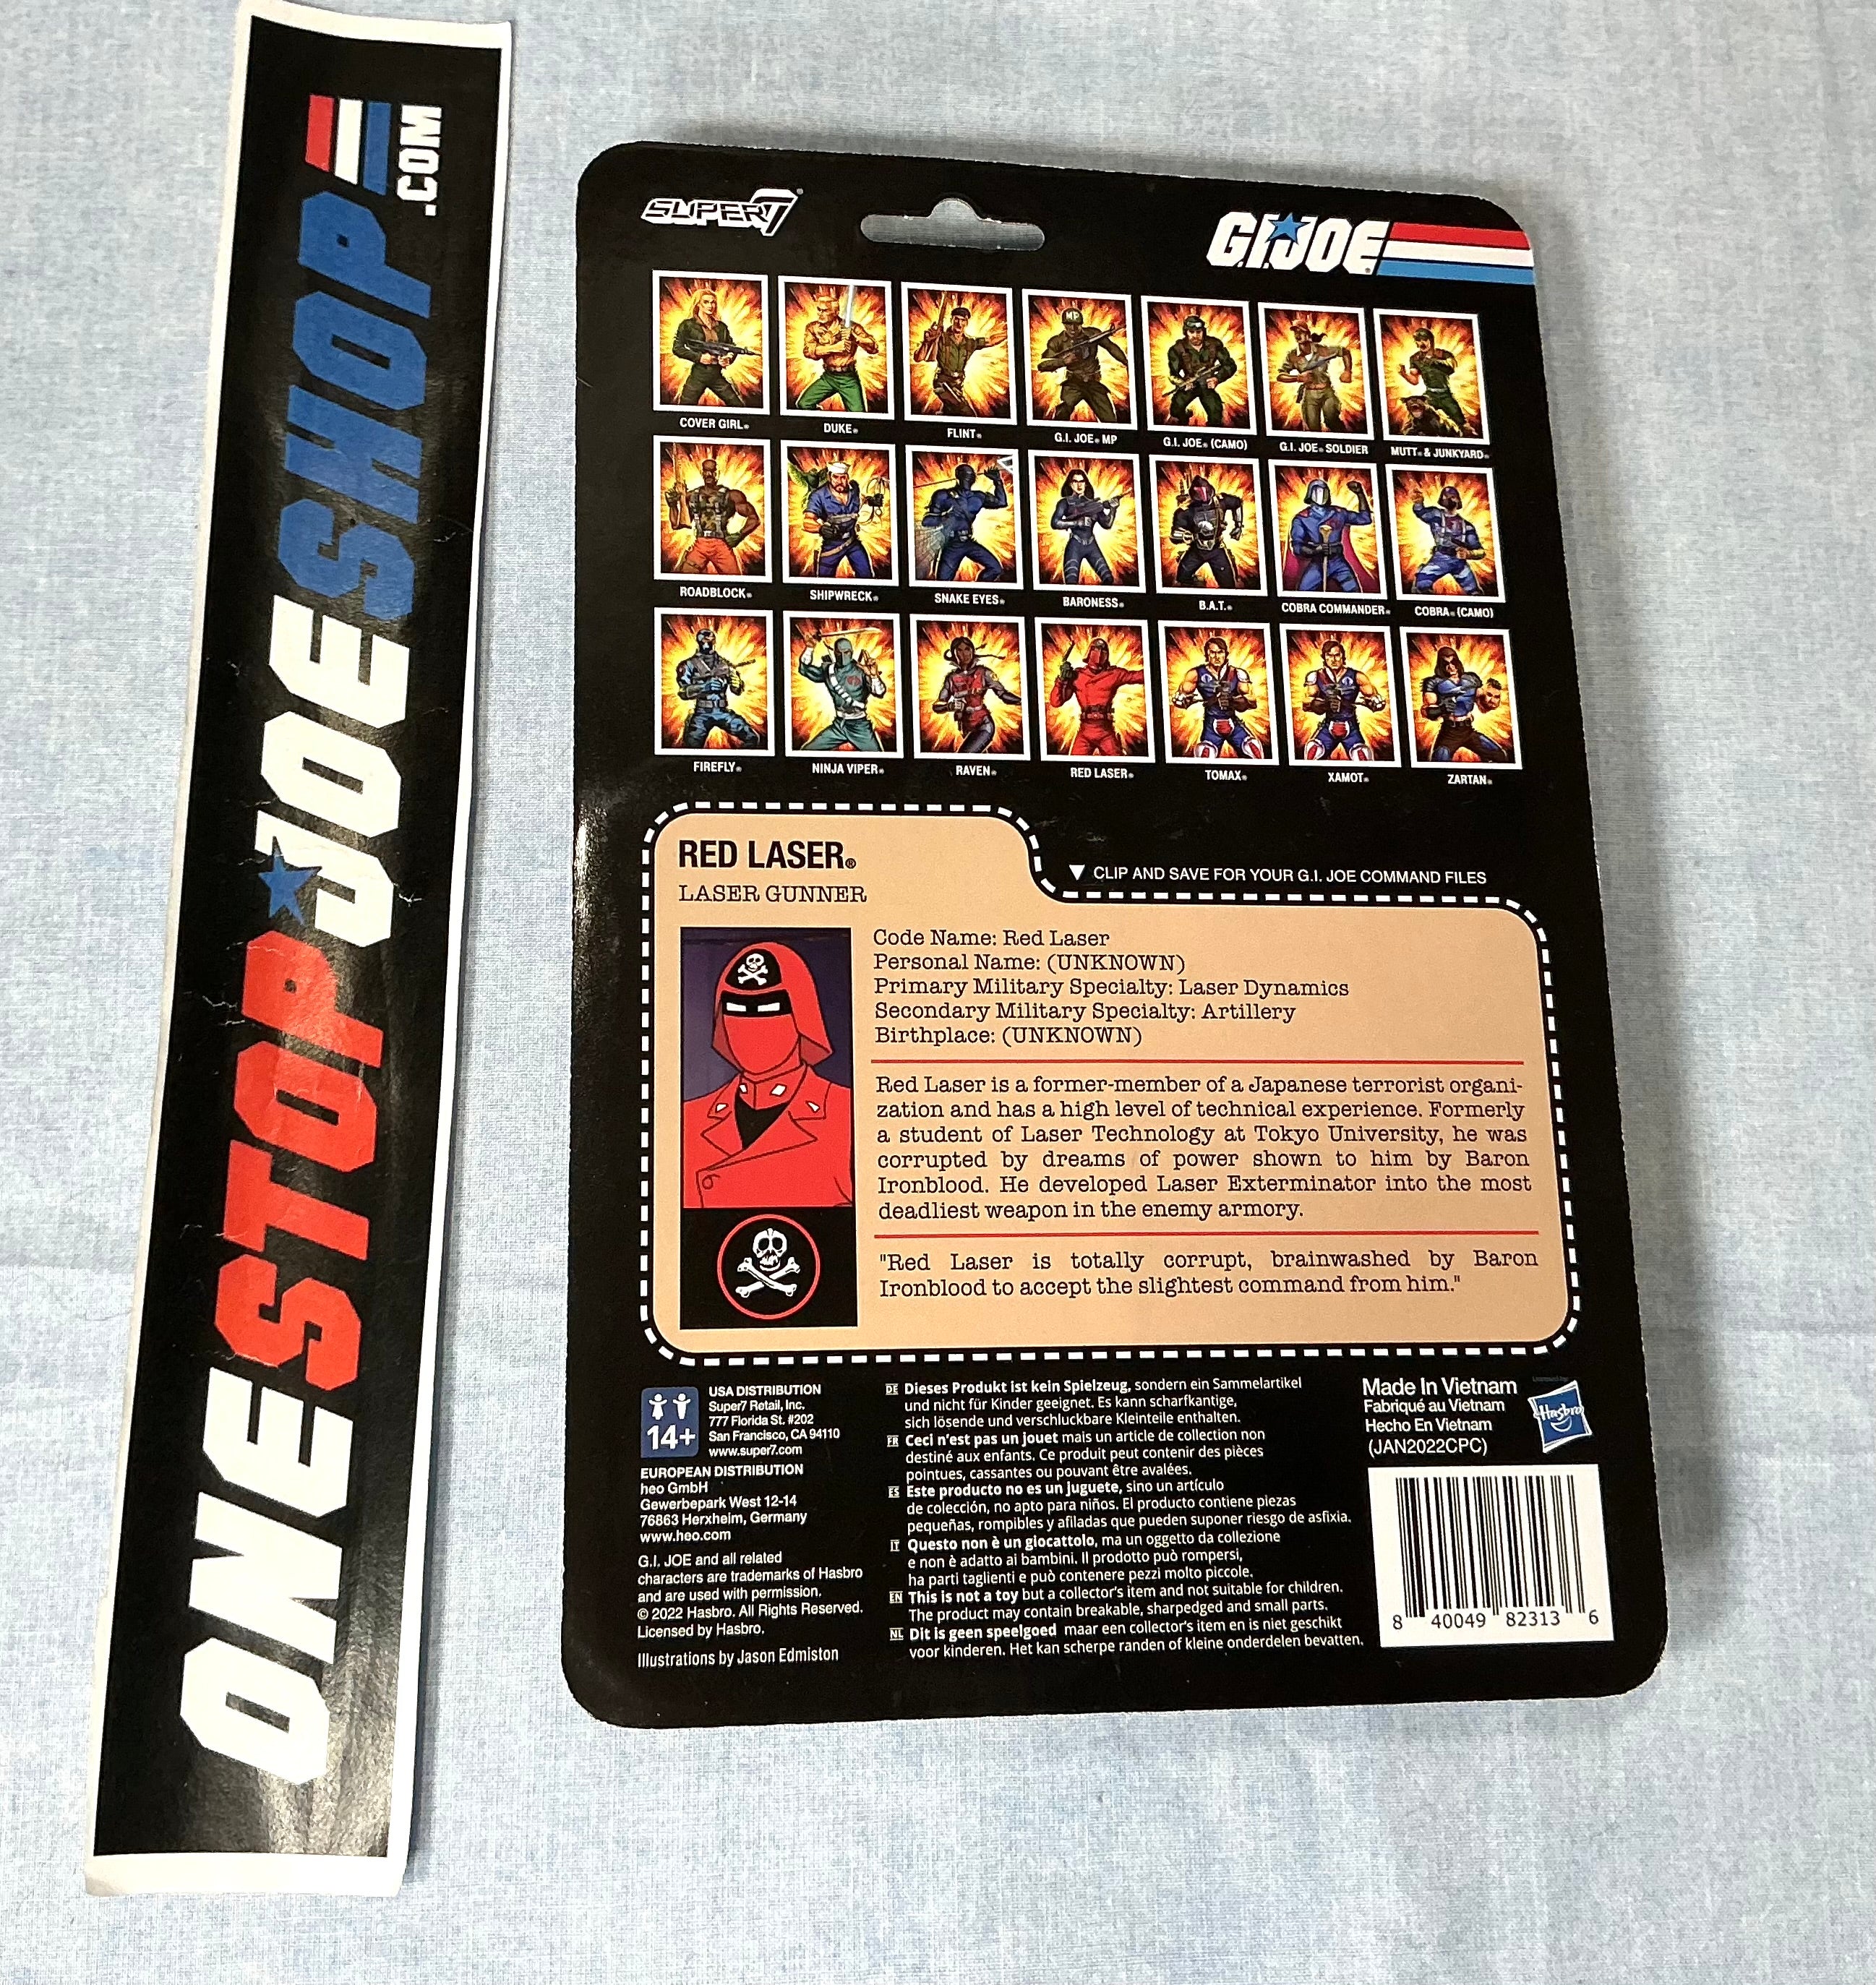 ONESTOPJOESHOP
.COM
SUPER7®
G.I.JOE®
MP
COVER GIRL®
DUKE®
FLINT®
G.I. JOE® MP
G.I. JOE® (CAMO)
G.I. JOE® SOLDIER
MUTT® & JUNKYARD®
ROADBLOCK®
SHIPWRECK®
SNAKE EYES®
BARONESS®
B.A.T.®
COBRA COMMANDER®
COBRA® (CAMO)
FIREFLY®
NINJA VIPER®
RAVEN®
RED LASER®
TOMAX®
XAMOT®
ZARTAN®
RED LASER®
LASER GUNNER
▼ CLIP AND SAVE FOR YOUR G.I. JOE COMMAND FILES
Code Name: Red Laser
Personal Name: (UNKNOWN)
Primary Military Specialty: Laser Dynamics
Secondary Military Specialty: Artillery
Birthplace: (UNKNOWN)
Red Laser is a former-member of a Japanese terrorist organi-
zation and has a high level of technical experience. Formerly
a student of Laser Technology at Tokyo University, he was
corrupted by dreams of power shown to him by Baron
Ironblood. He developed Laser Exterminator into the most
deadliest weapon in the enemy armory.
"Red Laser is totally corrupt, brainwashed by Baron
Ironblood to accept the slightest command from him."
14+
USA DISTRIBUTION
Super7 Retail, Inc.
777 Florida St. #202
San Francisco, CA 94110
www.super7.com
EUROPEAN DISTRIBUTION
heo GmbH
Gewerbepark West 12-14
76863 Herxheim, Germany
www.heo.com
G.I. JOE and all related
characters are trademarks of Hasbro
and are used with permission.
© 2022 Hasbro. All Rights Reserved.
Licensed by Hasbro.
Illustrations by Jason Edmiston
DE Dieses Produkt ist kein Spielzeug, sondern ein Sammelartikel
und nicht für Kinder geeignet. Es kann scharfkantige,
sich lösende und verschluckbare Kleinteile enthalten.
FR Ceci n'est pas un jouet mais un article de collection non
destiné aux enfants. Ce produit peut contenir des pièces
pointues, cassantes ou pouvant être avalées.
ES Este producto no es un juguete, sino un artículo
de colección, no apto para niños. El producto contiene piezas
pequeñas, rompibles y afiladas que pueden suponer riesgo de asfixia.
IT Questo non è un giocattolo, ma un oggetto da collezione
e non è adatto ai bambini. Il prodotto può rompersi,
ha parti taglienti e può contenere pezzi molto piccole.
EN This is not a toy but a collector's item and not suitable for children.
The product may contain breakable, sharpedged and small parts.
NL Dit is geen speelgoed maar een collector's item en is niet geschikt
voor kinderen. Het kan scherpe randen of kleine onderdelen bevatten.
Made In Vietnam
Fabriqué au Vietnam
Hecho En Vietnam
(JAN2022CPC)
Licensed by:
Hasbro
8 40049 82313 6